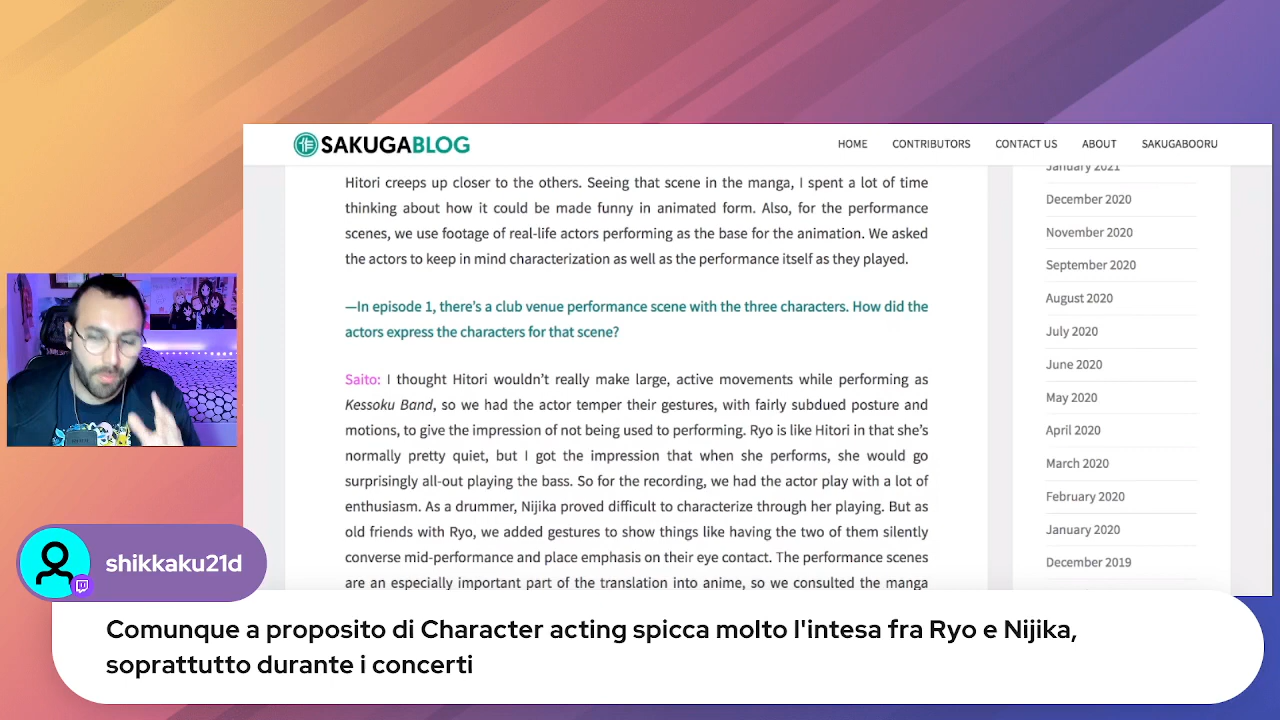 SAKUGABLOG
HOME
CONTRIBUTORS
CONTACT US
ABOUT
SAKUGABOORU
Hitori creeps up closer to the others. Seeing that scene in the manga, I spent a lot of time
thinking about how it could be made funny in animated form. Also, for the performance
scenes, we use footage of real-life actors performing as the base for the animation. We asked
the actors to keep in mind characterization as well as the performance itself as they played.
—In episode 1, there's a club venue performance scene with the three characters. How did the
actors express the characters for that scene?
Saito: I thought Hitori wouldn't really make large, active movements while performing as
Kessoku Band, so we had the actor temper their gestures, with fairly subdued posture and
motions, to give the impression of not being used to performing. Ryo is like Hitori in that she's
normally pretty quiet, but I got the impression that when she performs, she would go
surprisingly all-out playing the bass. So for the recording, we had the actor play with a lot of
enthusiasm. As a drummer, Nijika proved difficult to characterize through her playing. But as
old friends with Ryo, we added gestures to show things like having the two of them silently
converse mid-performance and place emphasis on their eye contact. The performance scenes
are an especially important part of the translation into anime, so we consulted the manga
January 2021
December 2020
November 2020
September 2020
August 2020
July 2020
June 2020
May 2020
April 2020
March 2020
February 2020
January 2020
December 2019
shikkaku21d
Comunque a proposito di Character acting spicca molto l'intesa fra Ryo e Nijika,
soprattutto durante i concerti